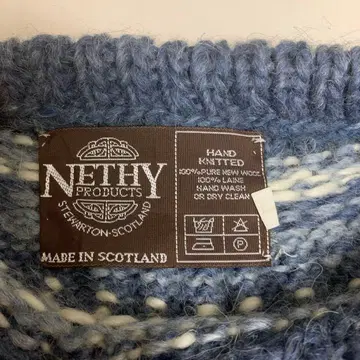 NETHY
PRODUCTS
STEWARTON·SCOTLAND
MADE IN SCOTLAND
HAND
KNITTED
100% PURE NEW WOOL
100% LAINE
HAND WASH
OR DRY CLEAN
P